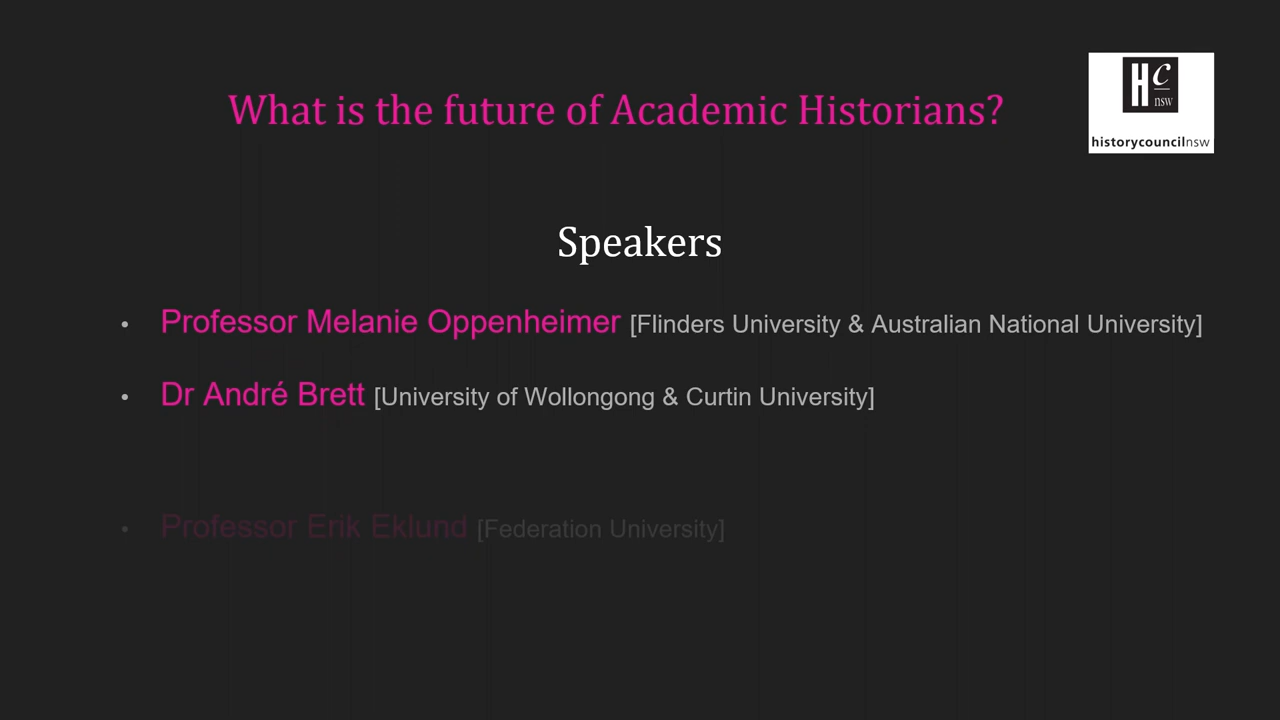 What is the future of Academic Historians?
Hc
nsw
historycouncilnsw
Speakers
• Professor Melanie Oppenheimer [Flinders University & Australian National University]
• Dr André Brett [University of Wollongong & Curtin University]
• Professor Erik Eklund [Federation University]